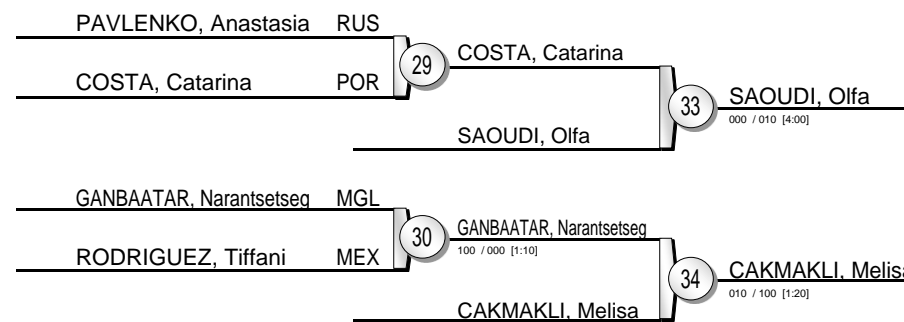 PAVLENKO, Anastasia RUS
COSTA, Catarina POR
29
COSTA, Catarina
SAOUDI, Olfa
33
SAOUDI, Olfa
000 / 010 [4:00]
GANBAATAR, Narantsetseg MGL
RODRIGUEZ, Tiffani MEX
30
GANBAATAR, Narantsetseg
100 / 000 [1:10]
CAKMAKLI, Melisa
34
CAKMAKLI, Melisa
010 / 100 [1:20]